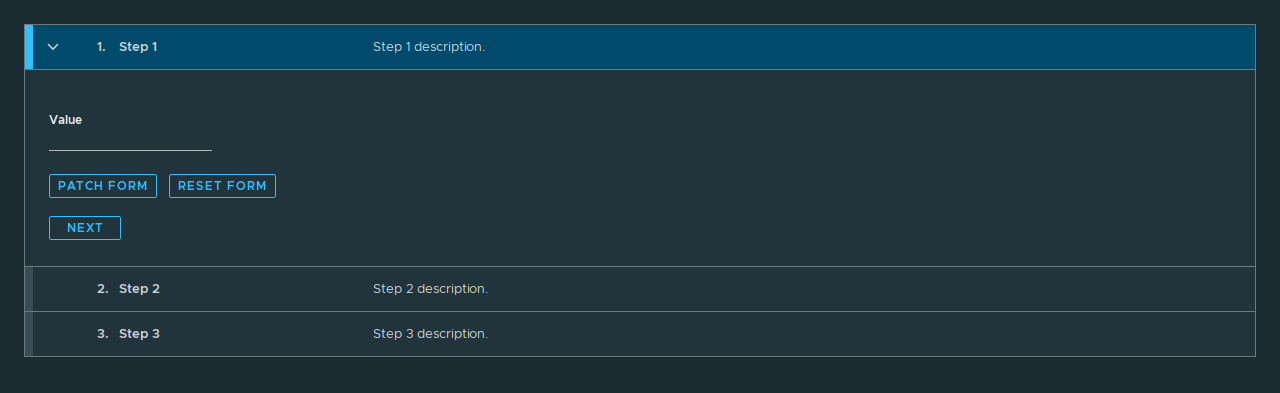 1. Step 1 Step 1 description.
Value
PATCH FORM RESET FORM
NEXT
2. Step 2 Step 2 description.
3. Step 3 Step 3 description.